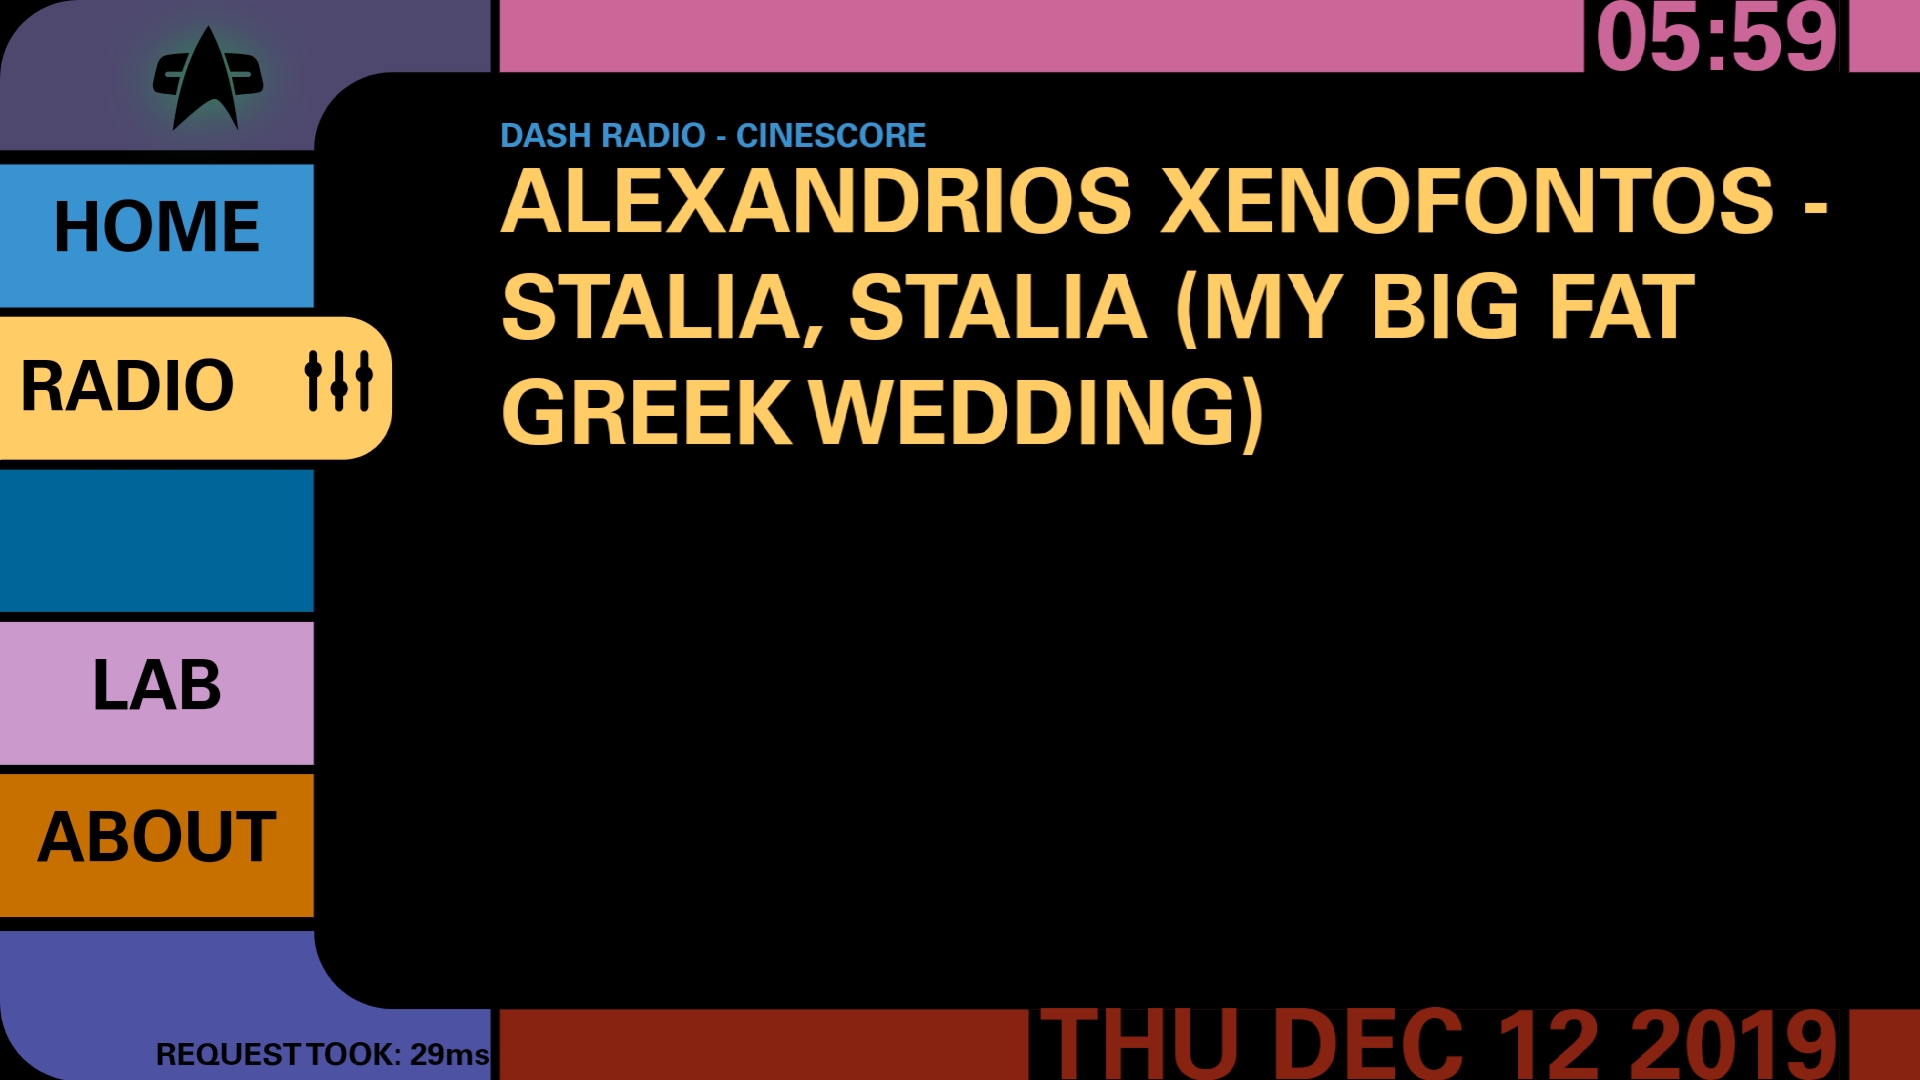 05:59
DASH RADIO - CINESCORE
ALEXANDRIOS XENOFONTOS -
STALIA, STALIA (MY BIG FAT
GREEK WEDDING)
HOME
RADIO
LAB
ABOUT
REQUEST TOOK: 29ms
THU DEC 12 2019